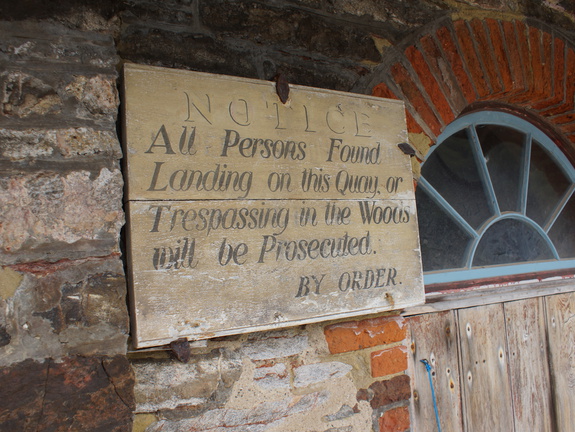 NOTICE
All Persons Found
Landing on this Quay, or
Trespassing in the Woods
will be Prosecuted.
BY ORDER.